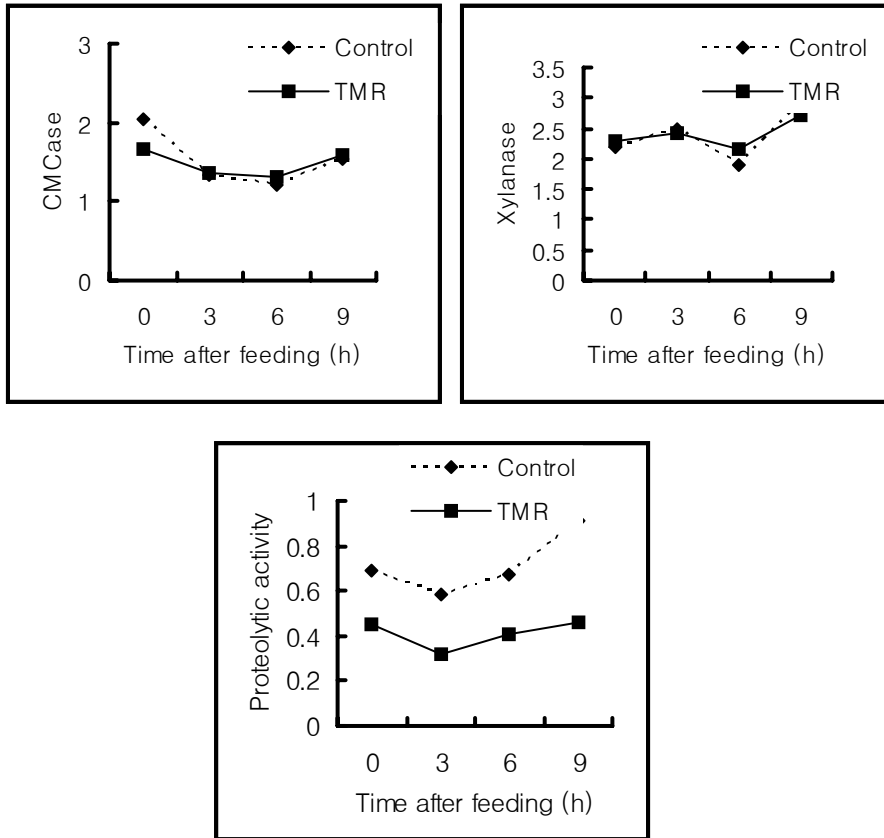 Control
TMR
3
2
1
0
CMCase
0 3 6 9
Time after feeding (h)
Control
TMR
3.5
3
2.5
2
1.5
1
0.5
0
Xylanase
0 3 6 9
Time after feeding (h)
Control
TMR
1
0.8
0.6
0.4
0.2
0
Proteolytic activity
0 3 6 9
Time after feeding (h)